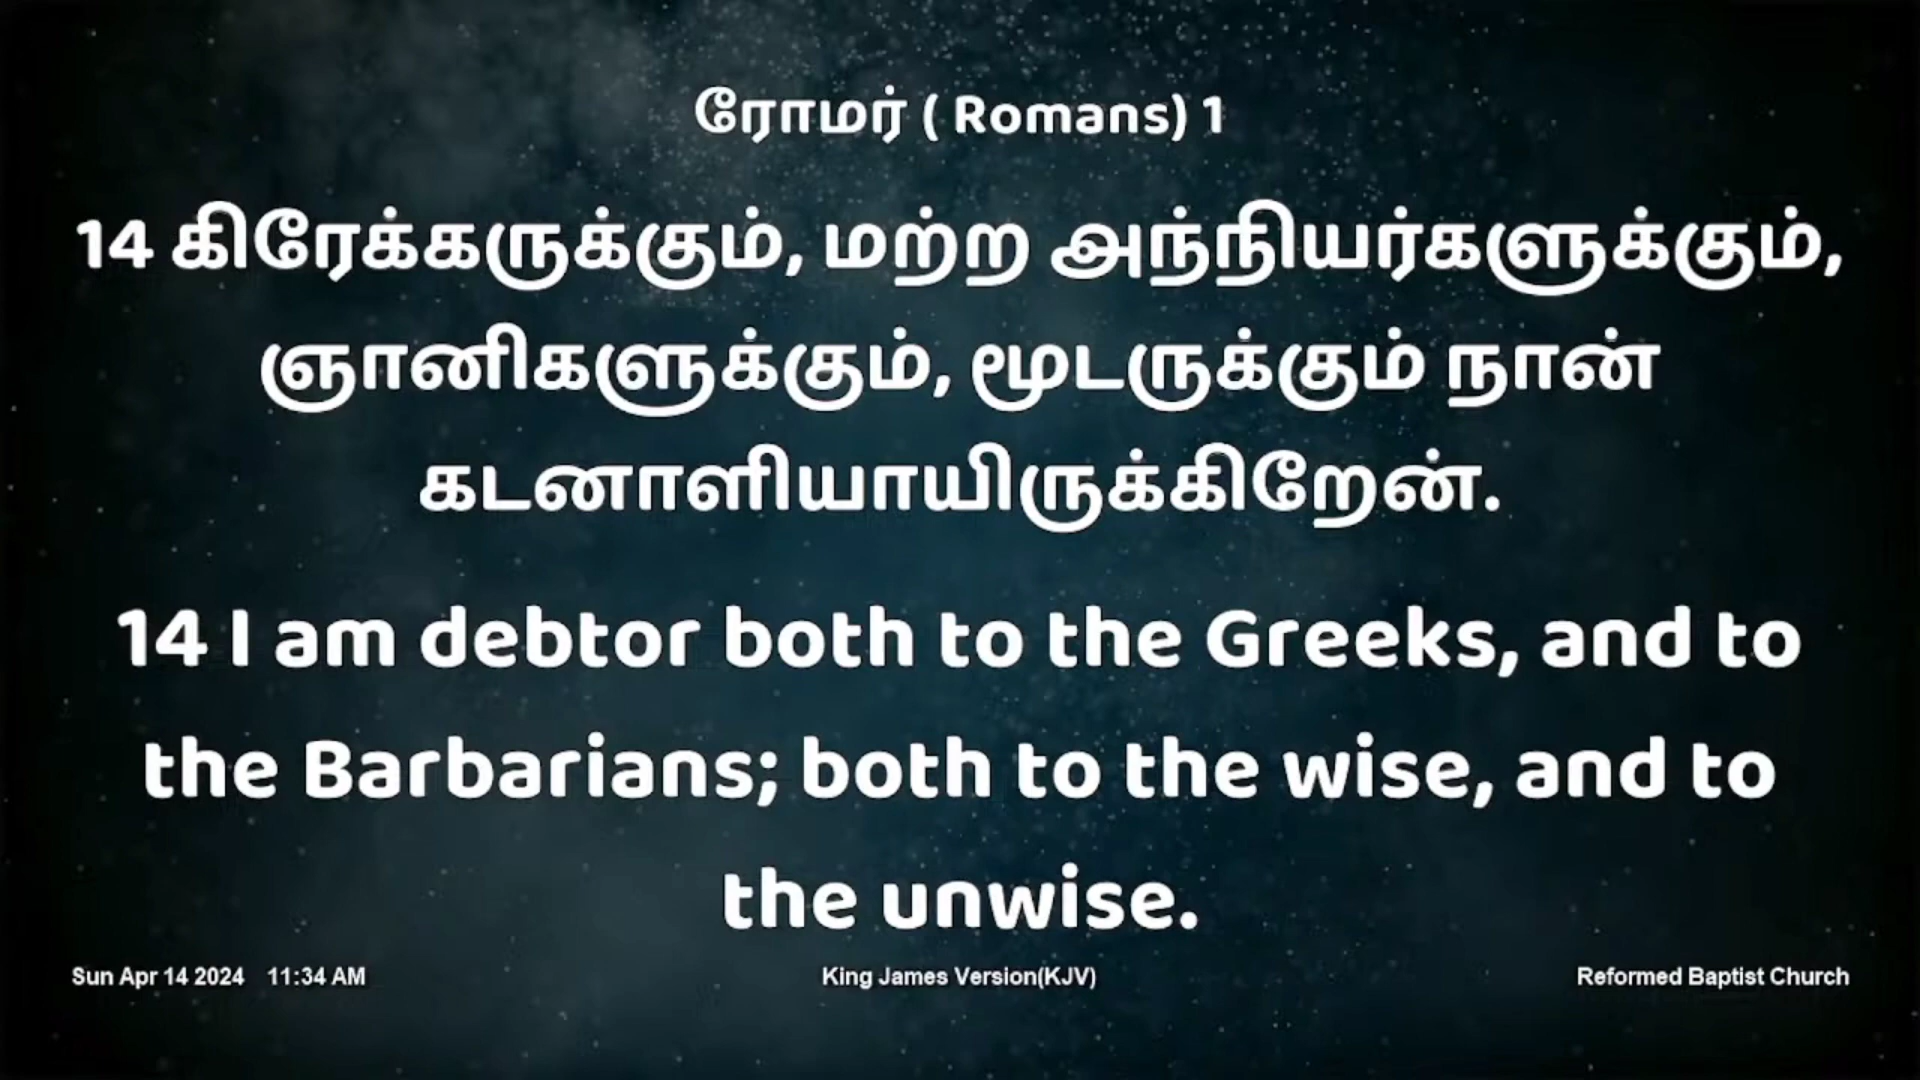 ரோமர் ( Romans) 1
14 கிரேக்கருக்கும், மற்ற அந்நியர்களுக்கும்,
ஞானிகளுக்கும், மூடருக்கும் நான்
கடனாளியாயிருக்கிறேன்.
14 I am debtor both to the Greeks, and to
the Barbarians; both to the wise, and to
the unwise.
Sun Apr 14 2024 11:34 AM King James Version(KJV) Reformed Baptist Church